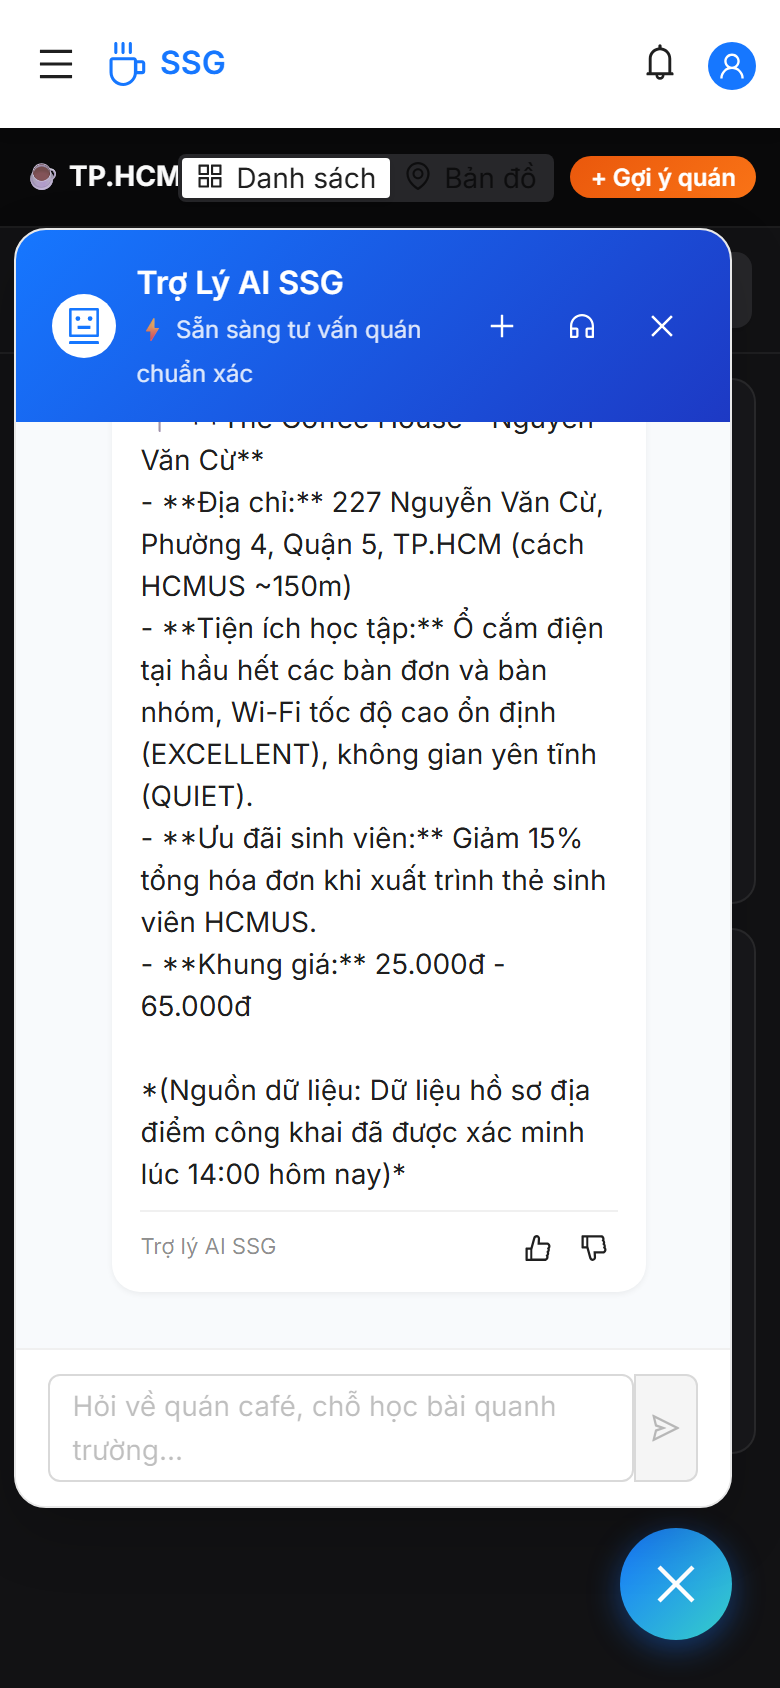 SSG
TP.HCM
Danh sách
Bản đồ
+ Gợi ý quán
Trợ Lý AI SSG
Sẵn sàng tư vấn quán
chuẩn xác
**The Coffee House - Nguyễn
Văn Cừ**
- **Địa chỉ:** 227 Nguyễn Văn Cừ,
Phường 4, Quận 5, TP.HCM (cách
HCMUS ~150m)
- **Tiện ích học tập:** Ổ cắm điện
tại hầu hết các bàn đơn và bàn
nhóm, Wi-Fi tốc độ cao ổn định
(EXCELLENT), không gian yên tĩnh
(QUIET).
- **Ưu đãi sinh viên:** Giảm 15%
tổng hóa đơn khi xuất trình thẻ sinh
viên HCMUS.
- **Khung giá:** 25.000đ -
65.000đ
*(Nguồn dữ liệu: Dữ liệu hồ sơ địa
điểm công khai đã được xác minh
lúc 14:00 hôm nay)*
Trợ lý AI SSG
Hỏi về quán café, chỗ học bài quanh
trường...